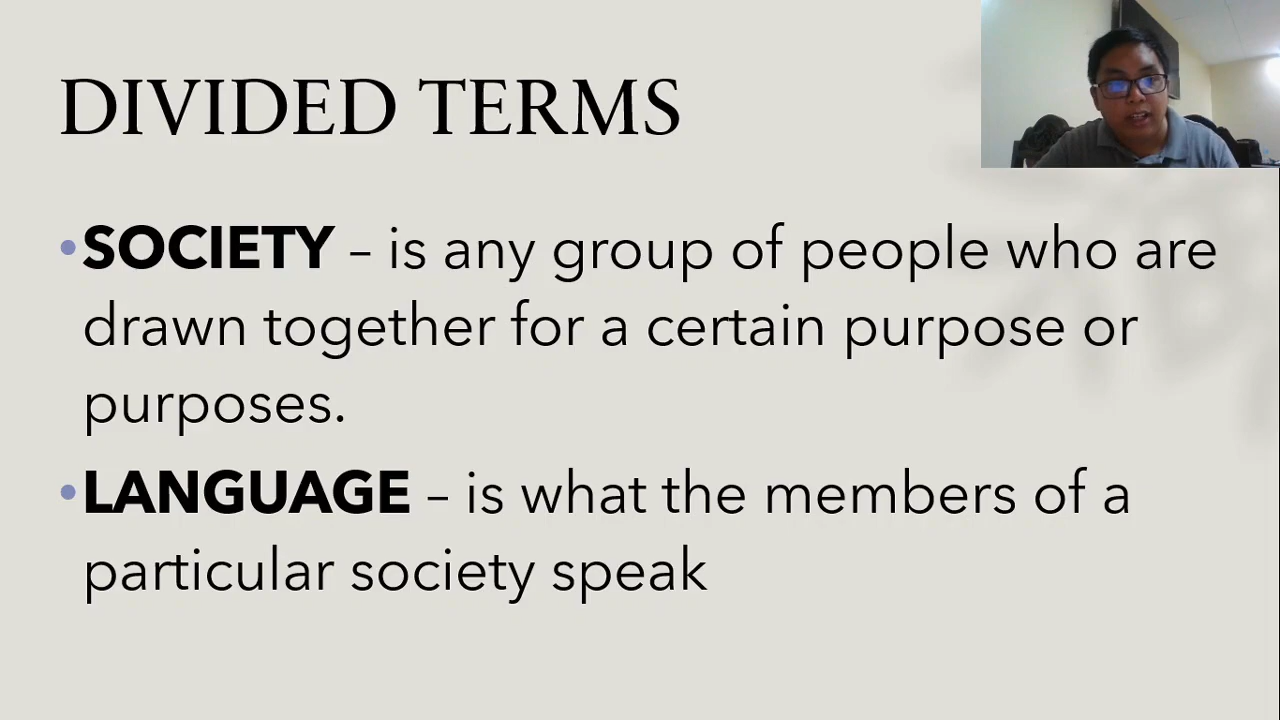 DIVIDED TERMS
•SOCIETY – is any group of people who are
drawn together for a certain purpose or
purposes.
•LANGUAGE – is what the members of a
particular society speak